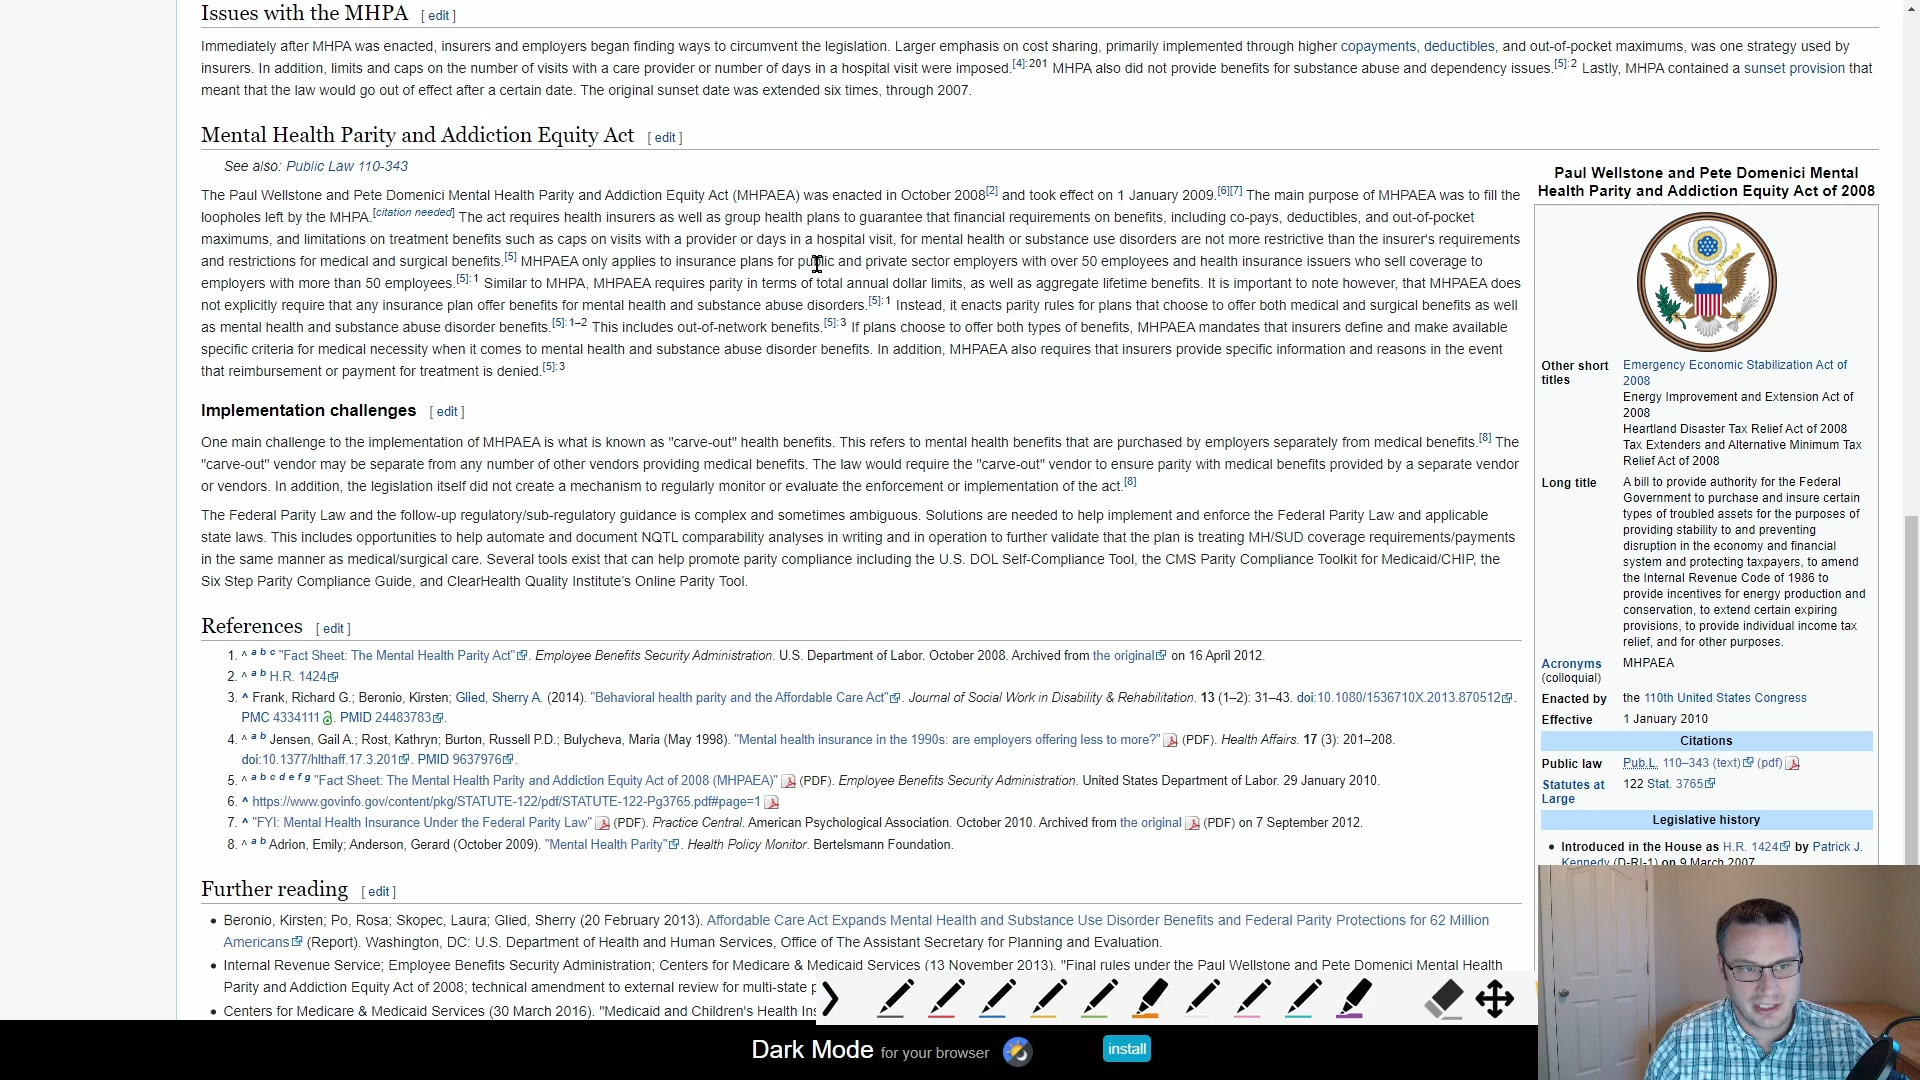 Issues with the MHPA [ edit ]
Immediately after MHPA was enacted, insurers and employers began finding ways to circumvent the legislation. Larger emphasis on cost sharing, primarily implemented through higher copayments, deductibles, and out-of-pocket maximums, was one strategy used by
insurers. In addition, limits and caps on the number of visits with a care provider or number of days in a hospital visit were imposed.[4]:201 MHPA also did not provide benefits for substance abuse and dependency issues.[5]:2 Lastly, MHPA contained a sunset provision that
meant that the law would go out of effect after a certain date. The original sunset date was extended six times, through 2007.
Mental Health Parity and Addiction Equity Act [ edit ]
See also: Public Law 110-343
The Paul Wellstone and Pete Domenici Mental Health Parity and Addiction Equity Act (MHPAEA) was enacted in October 2008[2] and took effect on 1 January 2009.[6][7] The main purpose of MHPAEA was to fill the
loopholes left by the MHPA.[citation needed] The act requires health insurers as well as group health plans to guarantee that financial requirements on benefits, including co-pays, deductibles, and out-of-pocket
maximums, and limitations on treatment benefits such as caps on visits with a provider or days in a hospital visit, for mental health or substance use disorders are not more restrictive than the insurer's requirements
and restrictions for medical and surgical benefits.[5] MHPAEA only applies to insurance plans for public and private sector employers with over 50 employees and health insurance issuers who sell coverage to
employers with more than 50 employees.[5]:1 Similar to MHPA, MHPAEA requires parity in terms of total annual dollar limits, as well as aggregate lifetime benefits. It is important to note however, that MHPAEA does
not explicitly require that any insurance plan offer benefits for mental health and substance abuse disorders.[5]:1 Instead, it enacts parity rules for plans that choose to offer both medical and surgical benefits as well
as mental health and substance abuse disorder benefits.[5]:1–2 This includes out-of-network benefits.[5]:3 If plans choose to offer both types of benefits, MHPAEA mandates that insurers define and make available
specific criteria for medical necessity when it comes to mental health and substance abuse disorder benefits. In addition, MHPAEA also requires that insurers provide specific information and reasons in the event
that reimbursement or payment for treatment is denied.[5]:3
Implementation challenges [ edit ]
One main challenge to the implementation of MHPAEA is what is known as "carve-out" health benefits. This refers to mental health benefits that are purchased by employers separately from medical benefits.[8] The
"carve-out" vendor may be separate from any number of other vendors providing medical benefits. The law would require the "carve-out" vendor to ensure parity with medical benefits provided by a separate vendor
or vendors. In addition, the legislation itself did not create a mechanism to regularly monitor or evaluate the enforcement or implementation of the act.[8]
The Federal Parity Law and the follow-up regulatory/sub-regulatory guidance is complex and sometimes ambiguous. Solutions are needed to help implement and enforce the Federal Parity Law and applicable
state laws. This includes opportunities to help automate and document NQTL comparability analyses in writing and in operation to further validate that the plan is treating MH/SUD coverage requirements/payments
in the same manner as medical/surgical care. Several tools exist that can help promote parity compliance including the U.S. DOL Self-Compliance Tool, the CMS Parity Compliance Toolkit for Medicaid/CHIP, the
Six Step Parity Compliance Guide, and ClearHealth Quality Institute's Online Parity Tool.
References [ edit ]
1. ^ a b c "Fact Sheet: The Mental Health Parity Act". Employee Benefits Security Administration. U.S. Department of Labor. October 2008. Archived from the original on 16 April 2012.
2. ^ a b H.R. 1424
3. ^ Frank, Richard G.; Beronio, Kirsten; Glied, Sherry A. (2014). "Behavioral health parity and the Affordable Care Act". Journal of Social Work in Disability & Rehabilitation. 13 (1–2): 31–43. doi:10.1080/1536710X.2013.870512.
PMC 4334111. PMID 24483783.
4. ^ a b Jensen, Gail A.; Rost, Kathryn; Burton, Russell P.D.; Bulycheva, Maria (May 1998). "Mental health insurance in the 1990s: are employers offering less to more?" (PDF). Health Affairs. 17 (3): 201–208.
doi:10.1377/hlthaff.17.3.201. PMID 9637976.
5. ^ a b c d e f g "Fact Sheet: The Mental Health Parity and Addiction Equity Act of 2008 (MHPAEA)" (PDF). Employee Benefits Security Administration. United States Department of Labor. 29 January 2010.
6. ^ https://www.govinfo.gov/content/pkg/STATUTE-122/pdf/STATUTE-122-Pg3765.pdf#page=1
7. ^ "FYI: Mental Health Insurance Under the Federal Parity Law" (PDF). Practice Central. American Psychological Association. October 2010. Archived from the original (PDF) on 7 September 2012.
8. ^ a b Adrion, Emily; Anderson, Gerard (October 2009). "Mental Health Parity". Health Policy Monitor. Bertelsmann Foundation.
Further reading [ edit ]
• Beronio, Kirsten; Po, Rosa; Skopec, Laura; Glied, Sherry (20 February 2013). Affordable Care Act Expands Mental Health and Substance Use Disorder Benefits and Federal Parity Protections for 62 Million
Americans (Report). Washington, DC: U.S. Department of Health and Human Services, Office of The Assistant Secretary for Planning and Evaluation.
• Internal Revenue Service; Employee Benefits Security Administration; Centers for Medicare & Medicaid Services (13 November 2013). "Final rules under the Paul Wellstone and Pete Domenici Mental Health
Parity and Addiction Equity Act of 2008; technical amendment to external review for multi-state p
• Centers for Medicare & Medicaid Services (30 March 2016). "Medicaid and Children's Health Ins
Paul Wellstone and Pete Domenici Mental
Health Parity and Addiction Equity Act of 2008
Other short titles
Emergency Economic Stabilization Act of
2008
Energy Improvement and Extension Act of
2008
Heartland Disaster Tax Relief Act of 2008
Tax Extenders and Alternative Minimum Tax
Relief Act of 2008
Long title
A bill to provide authority for the Federal
Government to purchase and insure certain
types of troubled assets for the purposes of
providing stability to and preventing
disruption in the economy and financial
system and protecting taxpayers, to amend
the Internal Revenue Code of 1986 to
provide incentives for energy production and
conservation, to extend certain expiring
provisions, to provide individual income tax
relief, and for other purposes.
Acronyms MHPAEA
(colloquial)
Enacted by the 110th United States Congress
Effective 1 January 2010
Citations
Public law Pub.L. 110–343 (text) (pdf)
Statutes at Large 122 Stat. 3765
Legislative history
• Introduced in the House as H.R. 1424 by Patrick J.
Kennedy (D-RI-1) on 9 March 2007
Dark Mode for your browser
install